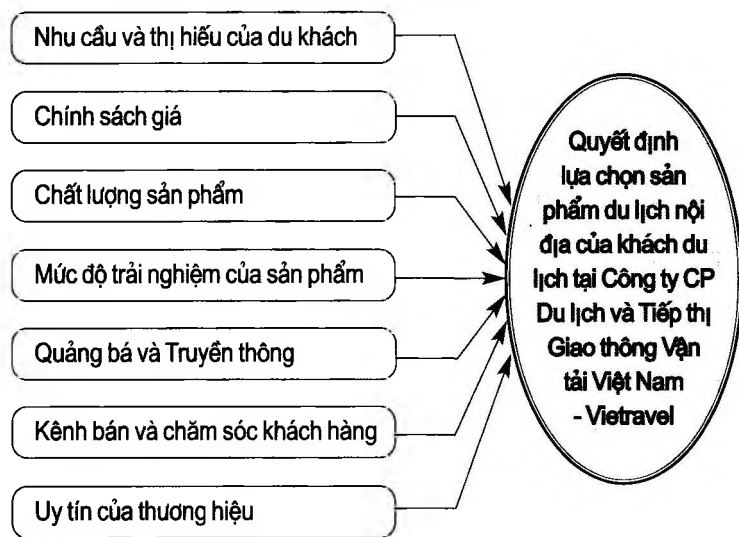 Nhu cầu và thị hiếu của du khách
Chính sách giá
Chất lượng sản phẩm
Mức độ trải nghiệm của sản phẩm
Quảng bá và Truyền thông
Kênh bán và chăm sóc khách hàng
Uy tín của thương hiệu
Quyết định
lựa chọn sản
phẩm du lịch nội
địa của khách du
lịch tại Công ty CP
Du lịch và Tiếp thị
Giao thông Vận
tải Việt Nam
- Vietravel